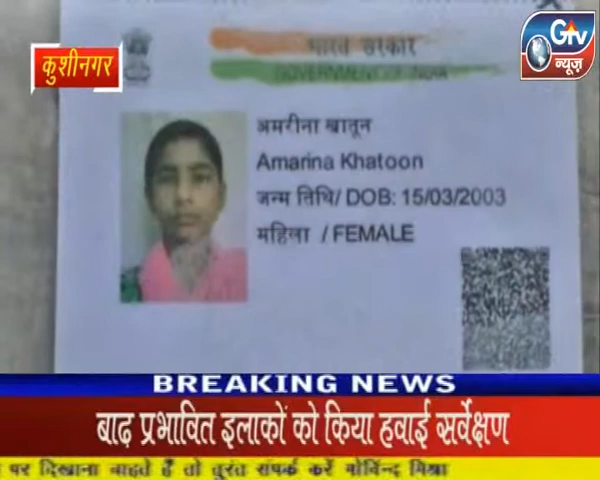 कुशीनगर
Gtv
न्यूज़
भारत सरकार
GOVERNMENT OF INDIA
अमरीना खातून
Amarina Khatoon
जन्म तिथि/ DOB: 15/03/2003
महिला / FEMALE
BREAKING NEWS
बाढ़ प्रभावित इलाकों को किया हवाई सर्वेक्षण
पर दिखाना चाहते हैं तो तुरंत संपर्क करें गोविन्द मिश्रा